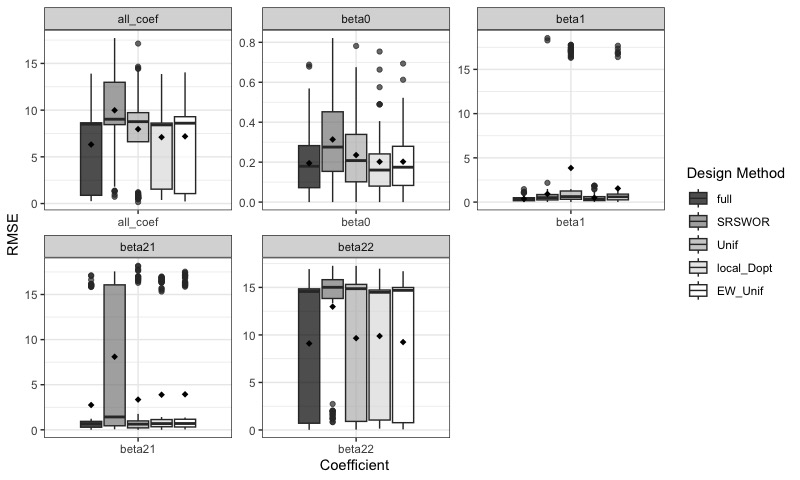 all_coef
beta0
beta1
15
10
5
0
0.8
0.6
0.4
0.2
0.0
15
10
5
0
all_coef
beta0
beta1
RMSE
beta21
beta22
15
10
5
0
15
10
5
0
beta21
beta22
Coefficient
Design Method
full
SRSWOR
Unif
local_Dopt
EW_Unif